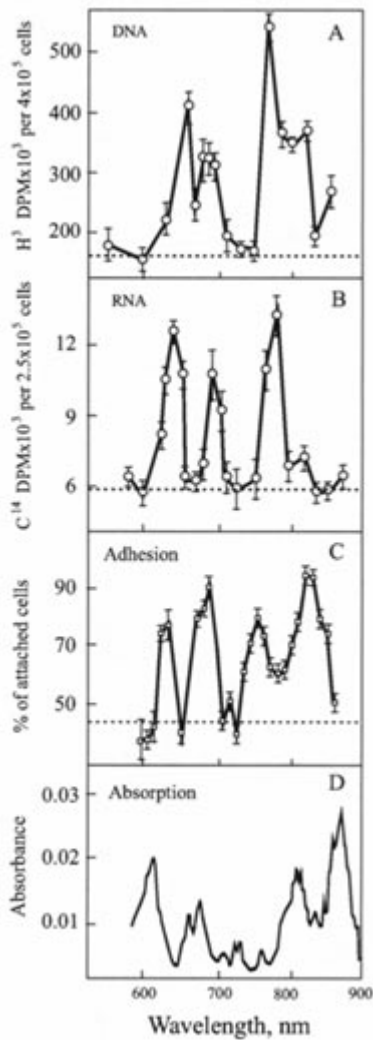 DNA
A
H³ DPMx10³ per 4x10⁵ cells
500
400
300
200
RNA
B
C¹⁴ DPMx10³ per 2.5x10⁵ cells
12
9
6
Adhesion
C
% of attached cells
90
70
50
Absorption
D
Absorbance
0.03
0.02
0.01
600
700
800
900
Wavelength, nm